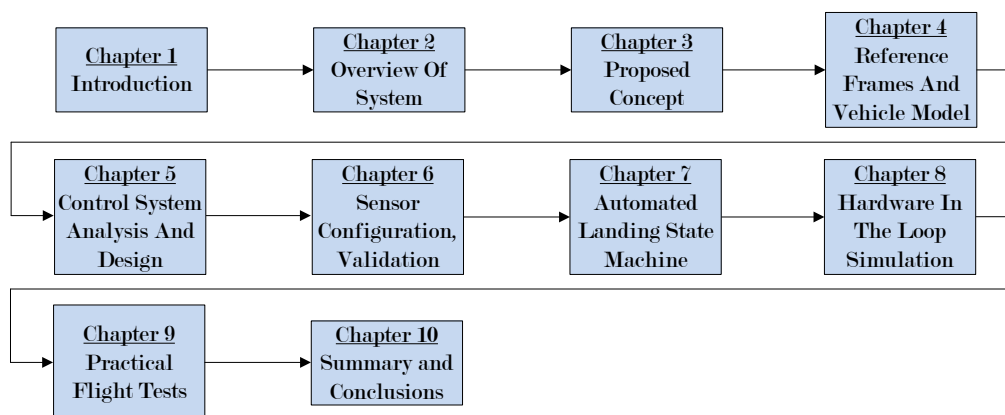 Chapter 1
Introduction
Chapter 2
Overview Of
System
Chapter 3
Proposed
Concept
Chapter 4
Reference
Frames And
Vehicle Model
Chapter 5
Control System
Analysis And
Design
Chapter 6
Sensor
Configuration,
Validation
Chapter 7
Automated
Landing State
Machine
Chapter 8
Hardware In
The Loop
Simulation
Chapter 9
Practical
Flight Tests
Chapter 10
Summary and
Conclusions